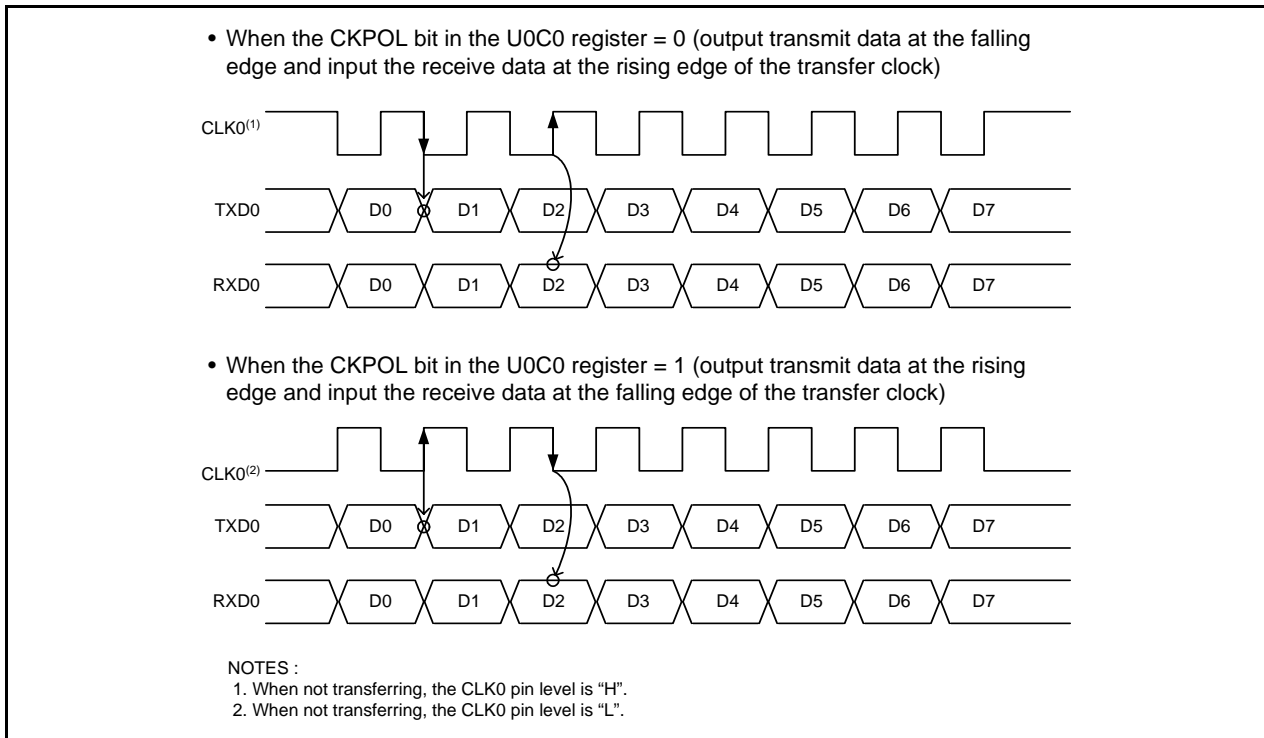 • When the CKPOL bit in the U0C0 register = 0 (output transmit data at the falling
edge and input the receive data at the rising edge of the transfer clock)
CLK0(1)
TXD0 D0 D1 D2 D3 D4 D5 D6 D7
RXD0 D0 D1 D2 D3 D4 D5 D6 D7
• When the CKPOL bit in the U0C0 register = 1 (output transmit data at the rising
edge and input the receive data at the falling edge of the transfer clock)
CLK0(2)
TXD0 D0 D1 D2 D3 D4 D5 D6 D7
RXD0 D0 D1 D2 D3 D4 D5 D6 D7
NOTES :
1. When not transferring, the CLK0 pin level is “H”.
2. When not transferring, the CLK0 pin level is “L”.